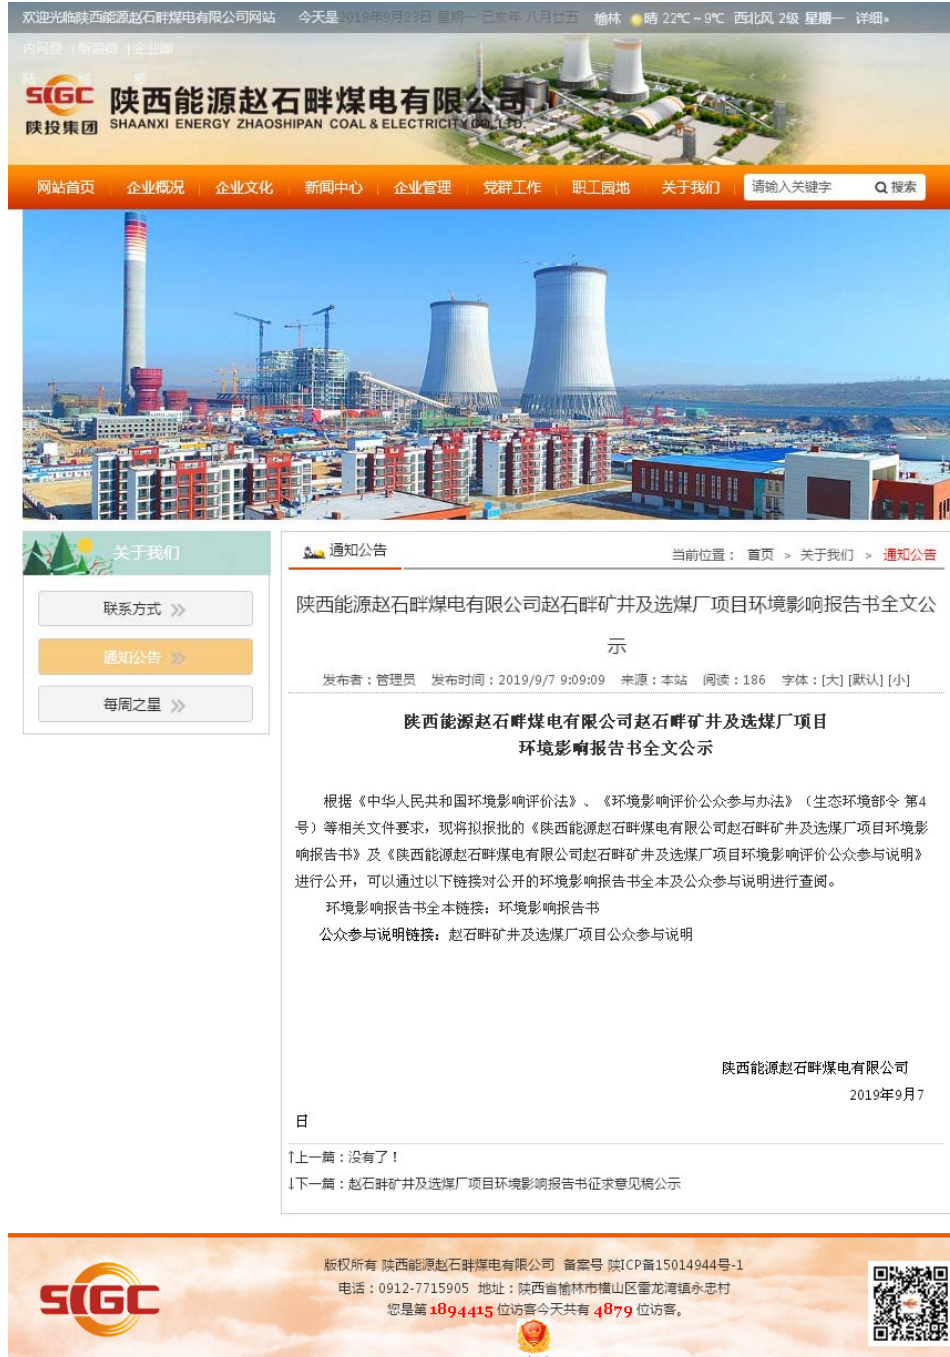 欢迎光临陕西能源赵石畔煤电有限公司网站 今天是2019年9月23日 星期一 己亥年 八月廿五 榆林 晴 22℃~9℃ 西北风 2级 星期一 详细»
内网登 | 新浪微 | 企业邮
陆 博 箱
SIGC 陕西能源赵石畔煤电有限公司
陕投集团 SHAANXI ENERGY ZHAOSHIPAN COAL & ELECTRICITY CO.,LTD.
网站首页 企业概况 企业文化 新闻中心 企业管理 党群工作 职工园地 关于我们 请输入关键字 搜索
关于我们
联系方式
通知公告
每周之星
通知公告 当前位置： 首页 > 关于我们 > 通知公告
陕西能源赵石畔煤电有限公司赵石畔矿井及选煤厂项目环境影响报告书全文公
示
发布者：管理员 发布时间：2019/9/7 9:09:09 来源：本站 阅读：186 字体：[大] [默认] [小]
陕西能源赵石畔煤电有限公司赵石畔矿井及选煤厂项目
环境影响报告书全文公示
根据《中华人民共和国环境影响评价法》、《环境影响评价公众参与办法》（生态环境部令 第4
号）等相关文件要求，现将拟报批的《陕西能源赵石畔煤电有限公司赵石畔矿井及选煤厂项目环境影
响报告书》及《陕西能源赵石畔煤电有限公司赵石畔矿井及选煤厂项目环境影响评价公众参与说明》
进行公开，可以通过以下链接对公开的环境影响报告书全本及公众参与说明进行查阅。
环境影响报告书全本链接：环境影响报告书
公众参与说明链接：赵石畔矿井及选煤厂项目公众参与说明
陕西能源赵石畔煤电有限公司
2019年9月7
日
↑上一篇：没有了！
↓下一篇：赵石畔矿井及选煤厂项目环境影响报告书征求意见稿公示
版权所有 陕西能源赵石畔煤电有限公司 备案号 陕ICP备15014944号-1
电话：0912-7715905 地址：陕西省榆林市横山区雷龙湾镇永忠村
您是第 1894415 位访客今天共有 4879 位访客。
SIGC